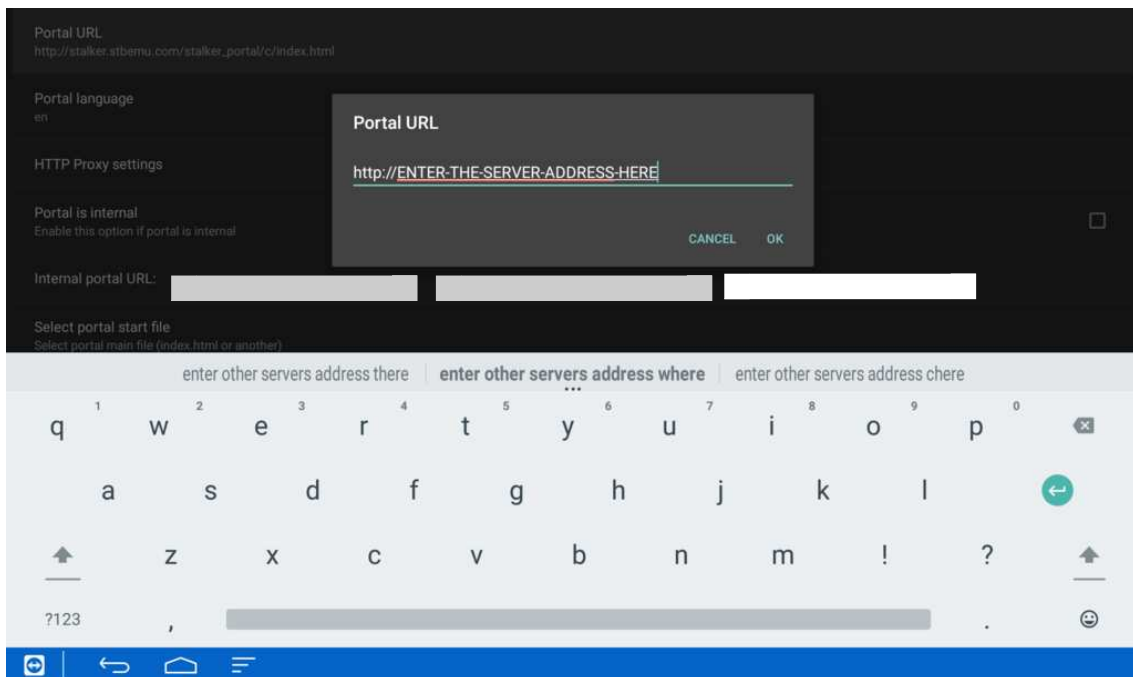 Portal URL
http://stalker.stbemu.com/stalker_portal/c/index.html
Portal language
en
HTTP Proxy settings
Portal is internal
Enable this option if portal is internal
Internal portal URL:
Select portal start file
Select portal main file (index.html or another)
Portal URL
http://ENTER-THE-SERVER-ADDRESS-HERE
CANCEL OK
enter other servers address there enter other servers address where enter other servers address chere
1 2 3 4 5 6 7 8 9 0
q w e r t y u i o p
a s d f g h j k l
z x c v b n m ! ?
?123 , .